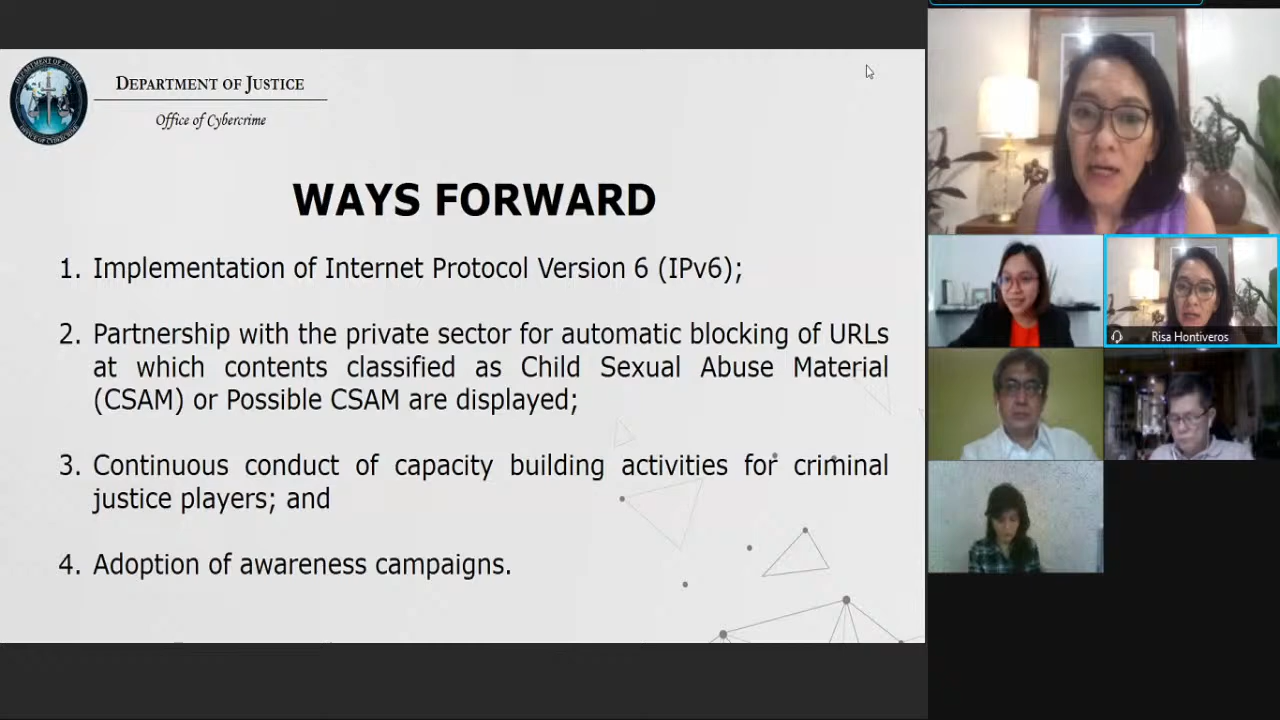 DEPARTMENT OF JUSTICE
Office of Cybercrime
WAYS FORWARD
1. Implementation of Internet Protocol Version 6 (IPv6);
2. Partnership with the private sector for automatic blocking of URLs
at which contents classified as Child Sexual Abuse Material
(CSAM) or Possible CSAM are displayed;
3. Continuous conduct of capacity building activities for criminal
justice players; and
4. Adoption of awareness campaigns.
Risa Hontiveros